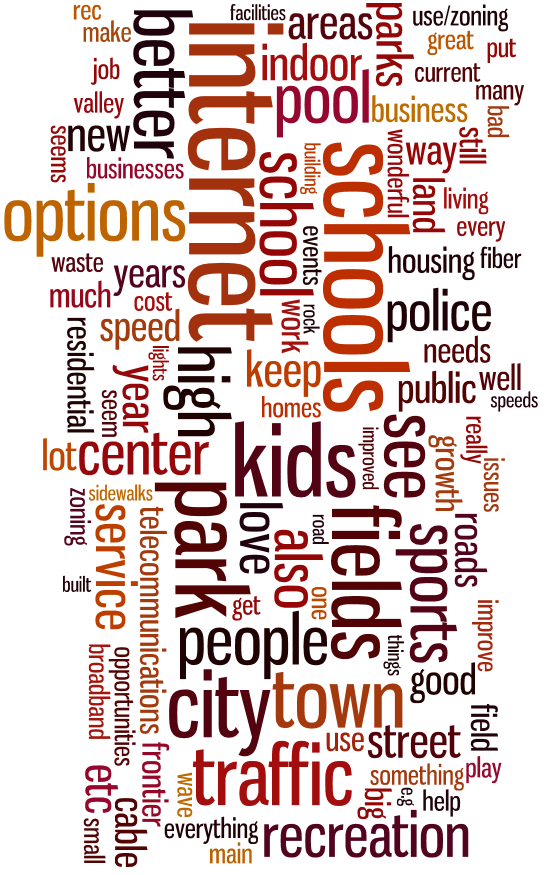 rec
make
job
valley
seems
new
businesses
better
internet
facilities
areas
indoor
pool
parks
use/zoning
great
put
current
many
business
bad
still
way
wonderful
land
living
every
schools
building
school
options
events
housing
fiber
waste
years
much
cost
speed
work
rock
police
residential
lights
high
keep
needs
public
well
speeds
homes
year
seem
lot
center
kids
improved
see
growth
really
issues
zoning
sidewalks
service
telecommunications
park
love
road
also
fields
sports
roads
built
get
one
improve
people
things
good
broadband
opportunities
city
town
field
use
street
frontier
traffic
something
play
etc
wave
big
e.g
help
cable
small
everything
main
recreation